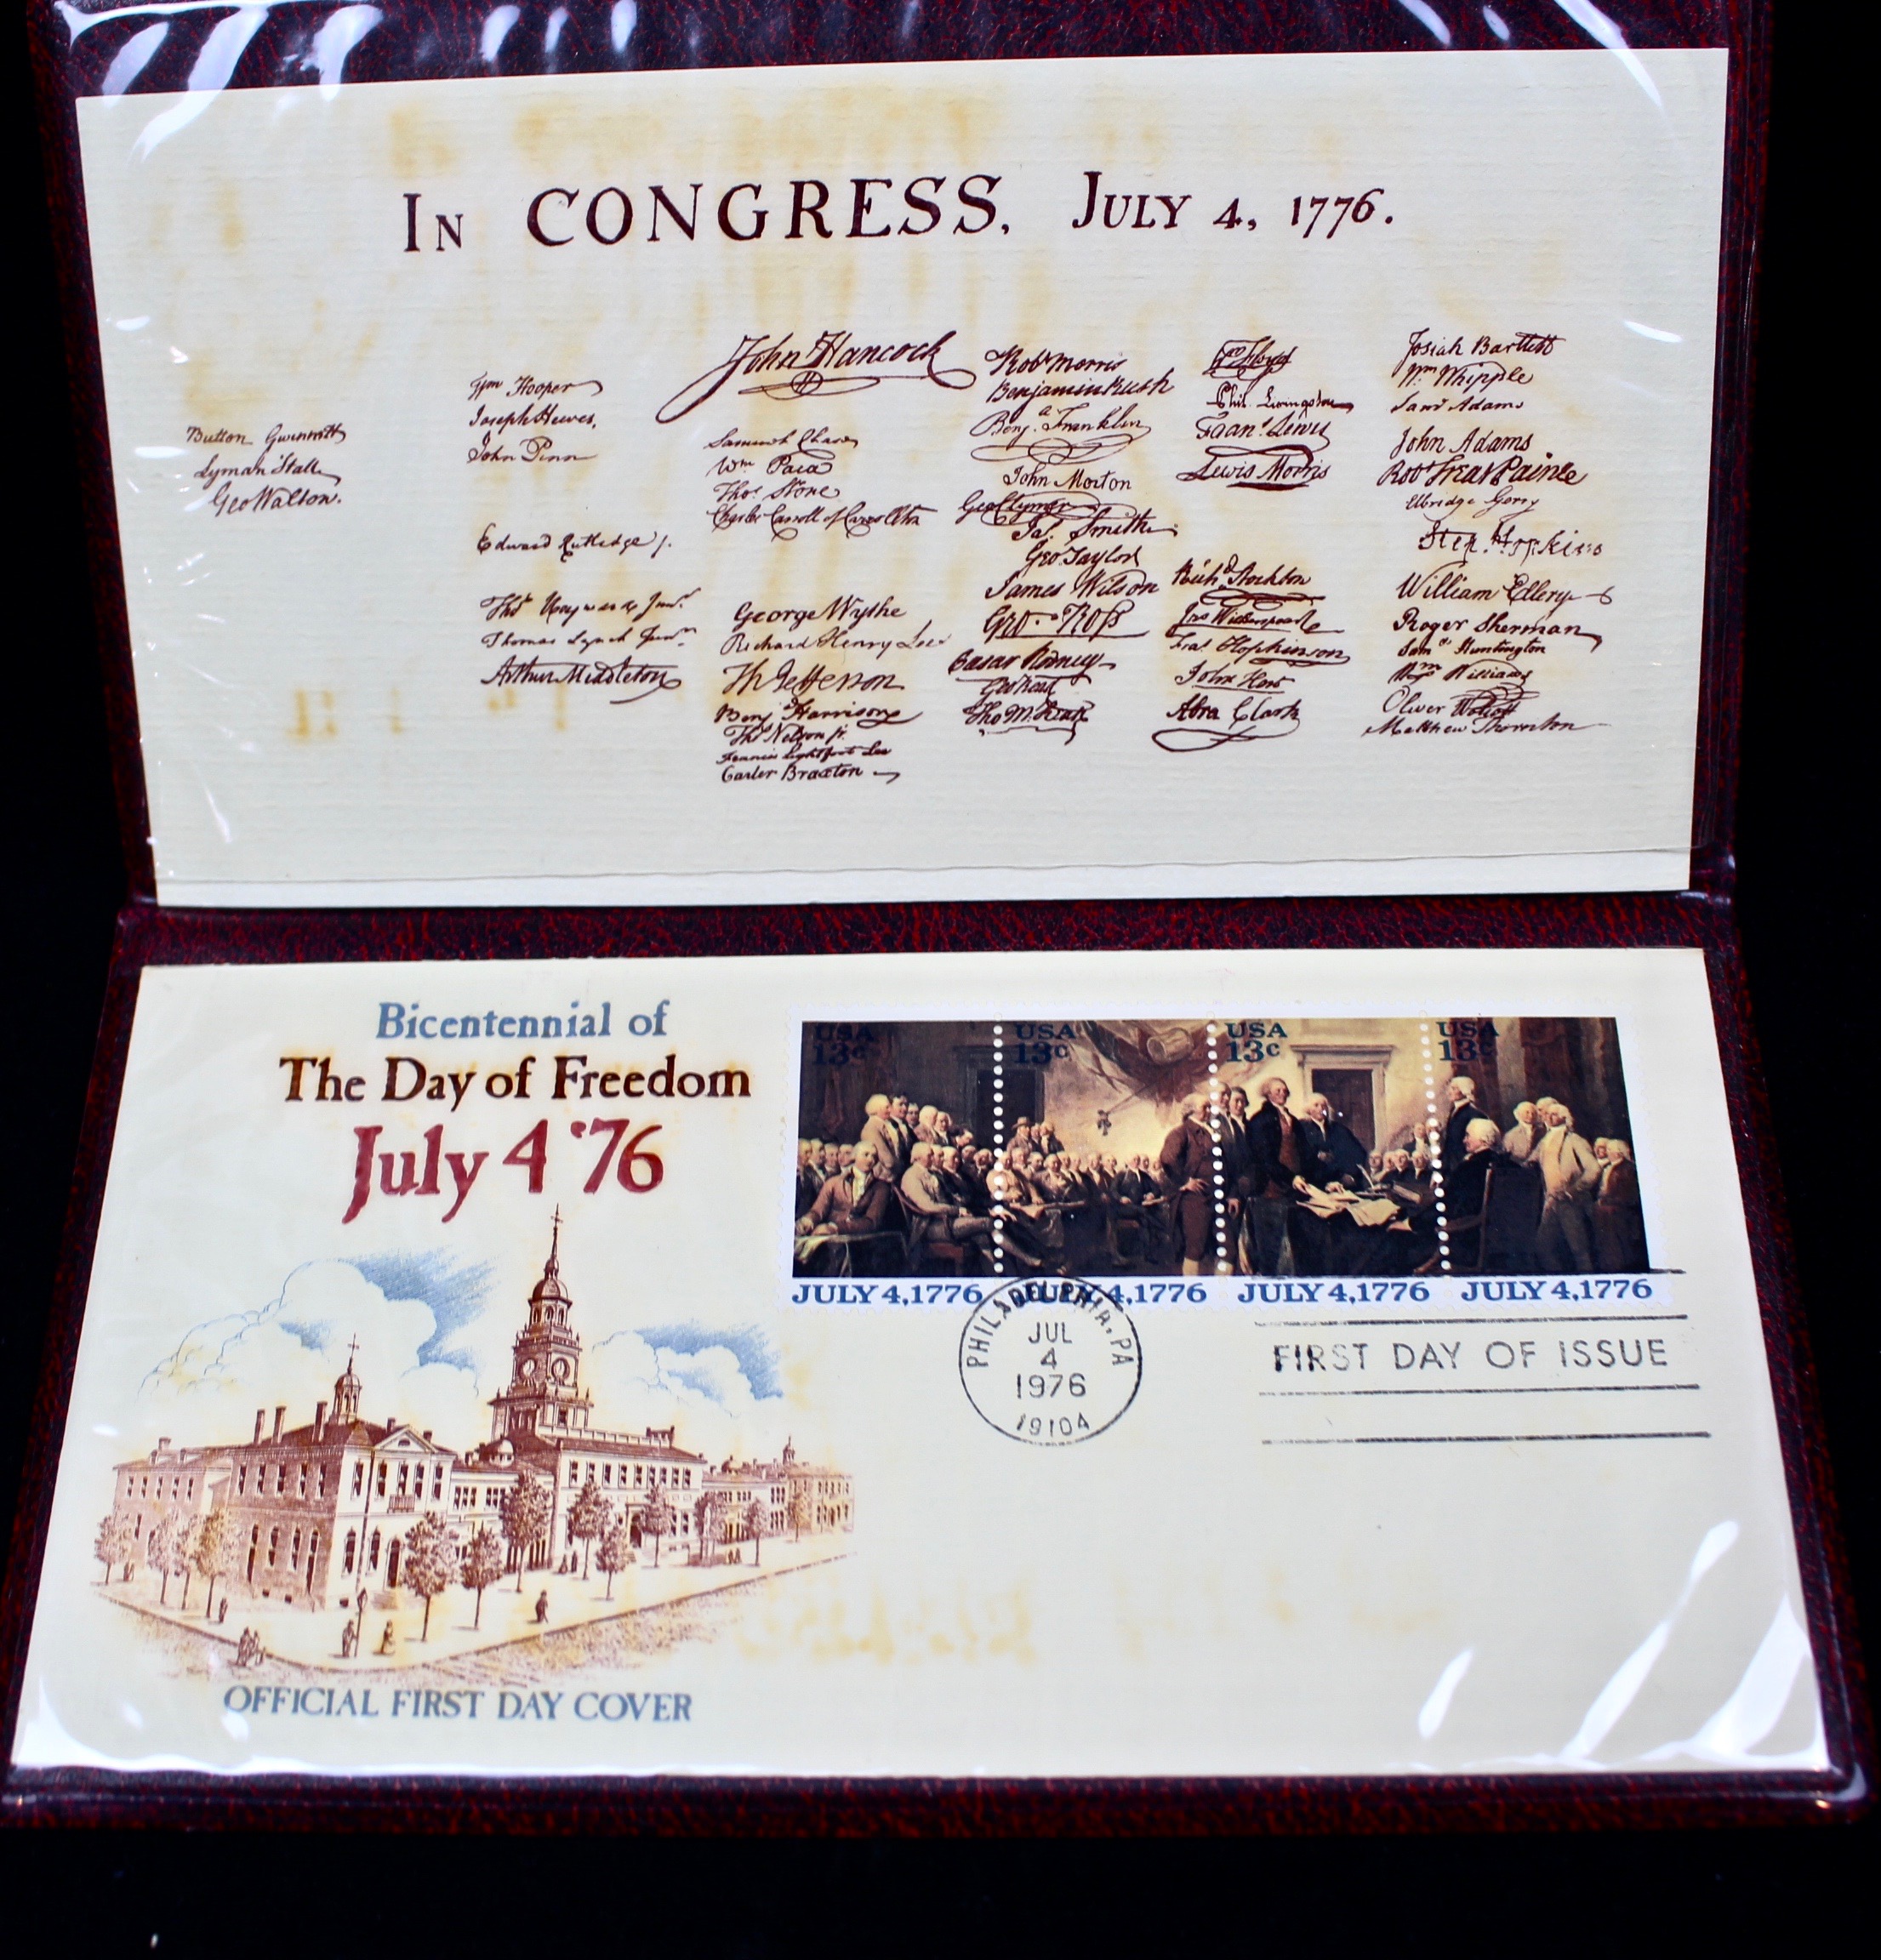 In CONGRESS, July 4, 1776.
Button Gwinnett
Lyman Hall
Geo Walton.
Wm Hooper
Joseph Hewes,
John Penn
Edward Rutledge
Thos Heyward Junr.
Thomas Lynch Junr.
Arthur Middleton
John Hancock
Samuel Chase
Wm Paca
Thos. Stone
Charles Carroll of Carrollton
George Wythe
Richard Henry Lee
Th Jefferson
Benj Harrison
Thos Nelson jr.
Francis Lightfoot Lee
Carter Braxton
Robt Morris
Benjamin Rush
Benj. Franklin
John Morton
Geo Clymer
Jas. Smith
Geo. Taylor
James Wilson
Geo. Ross
Caesar Rodney
Geo Read
Tho M:Kean
Wm Floyd
Phil. Livingston
Frans. Lewis
Lewis Morris
Richd. Stockton
Jno Witherspoon
Fras. Hopkinson
John Hart
Abra Clark
Josiah Bartlett
Wm Whipple
Saml Adams
John Adams
Robt Treat Paine
Elbridge Gerry
Step. Hopkins
William Ellery
Roger Sherman
Saml Huntington
Wm Williams
Oliver Wolcott
Matthew Thornton
Bicentennial of
The Day of Freedom
July 4 '76
OFFICIAL FIRST DAY COVER
USA USA USA USA
13c 13c 13c 13c
JULY 4,1776 JULY 4,1776 JULY 4,1776 JULY 4,1776
PHILADELPHIA, PA
JUL
4
1976
19104
FIRST DAY OF ISSUE